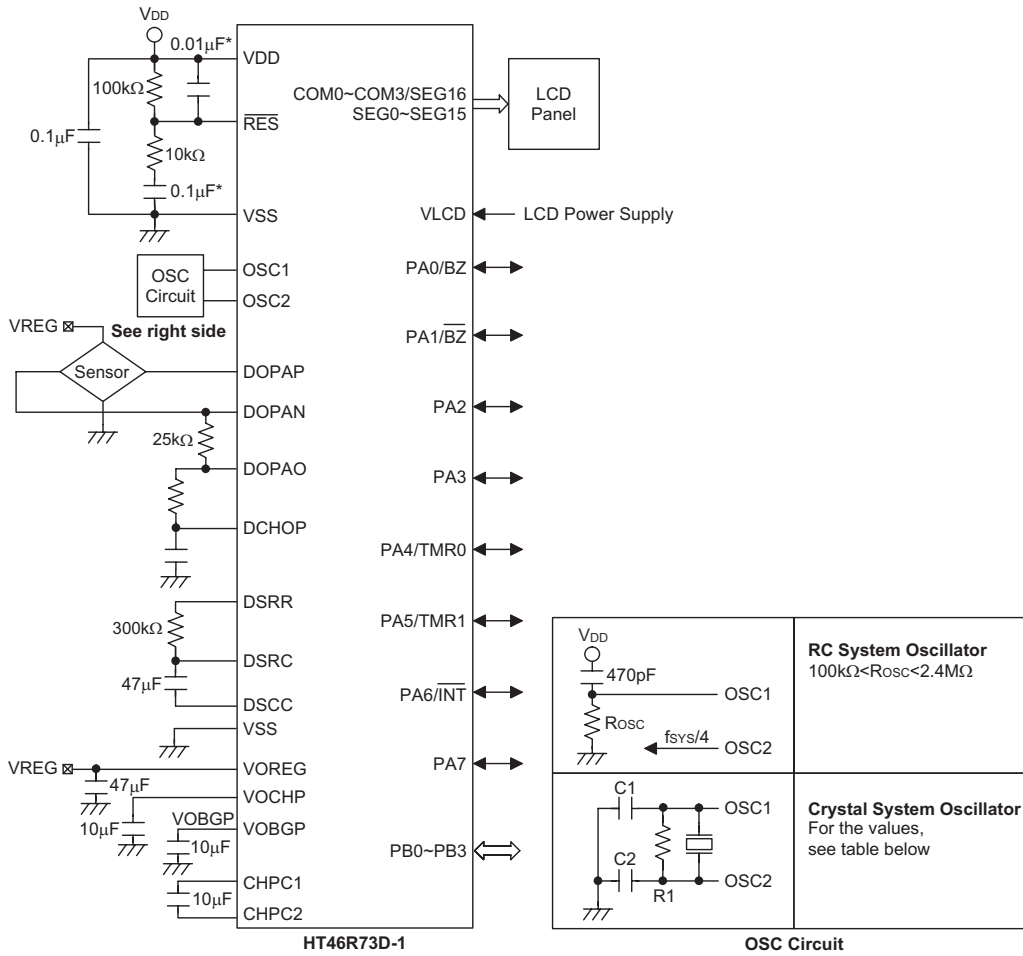 VDD
0.01µF*
VDD
100kΩ
RES
0.1µF
10kΩ
0.1µF*
VSS
OSC
Circuit
OSC1
OSC2
VREG
See right side
Sensor
DOPAP
DOPAN
25kΩ
DOPAO
DCHOP
DSRR
300kΩ
DSRC
47µF
DSCC
VSS
VREG
VOREG
47µF
VOCHP
10µF
VOBGP
VOBGP
10µF
CHPC1
10µF
CHPC2
COM0~COM3/SEG16
SEG0~SEG15
LCD
Panel
VLCD
LCD Power Supply
PA0/BZ
PA1/BZ
PA2
PA3
PA4/TMR0
PA5/TMR1
PA6/INT
PA7
PB0~PB3
HT46R73D-1
VDD
470pF
OSC1
ROSC
fSYS/4
OSC2
RC System Oscillator
100kΩ<ROSC<2.4MΩ
C1
OSC1
C2
R1
OSC2
Crystal System Oscillator
For the values,
see table below
OSC Circuit